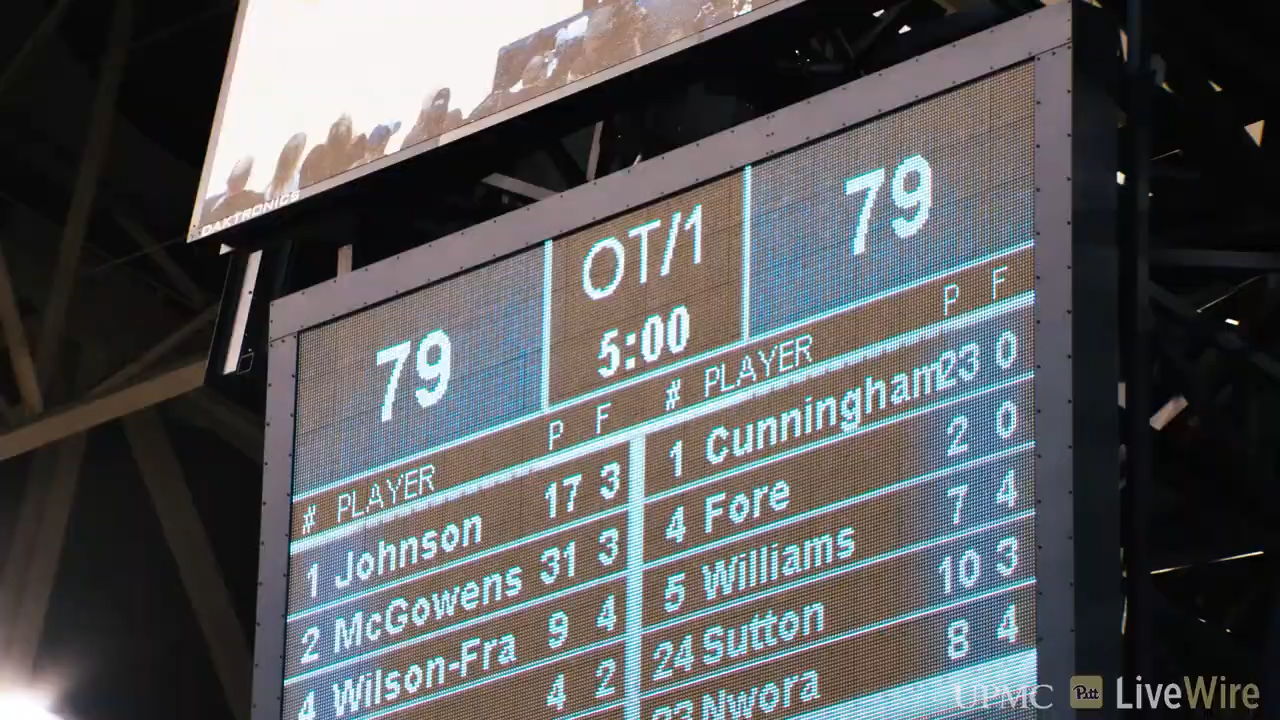 DAKTRONICS
79 OT/1 79
5:00
# PLAYER P F
1 Johnson 17 3
2 McGowens 31 3
4 Wilson-Fra 9 4
4 2
# PLAYER P F
1 Cunningham 23 0
4 Fore 2 0
5 Williams 7 4
24 Sutton 10 3
33 Nwora 8 4
UPMC Pitt LiveWire